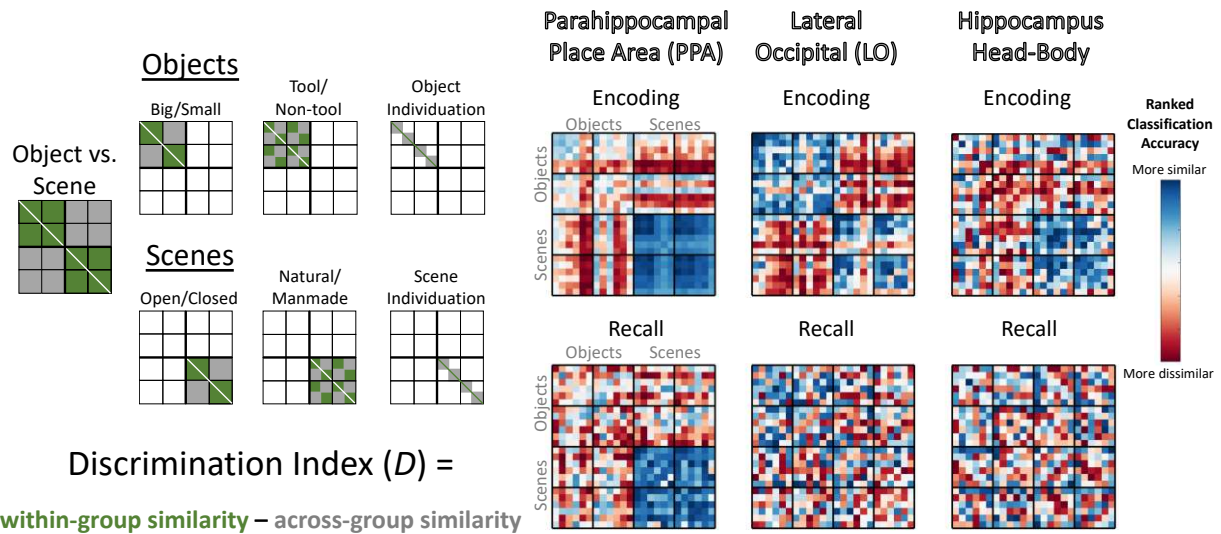 Objects
Big/Small
Tool/
Non-tool
Object
Individuation
Object vs.
Scene
Scenes
Open/Closed
Natural/
Manmade
Scene
Individuation
Discrimination Index (D) =
within-group similarity – across-group similarity
Parahippocampal
Place Area (PPA)
Lateral
Occipital (LO)
Hippocampus
Head-Body
Encoding
Encoding
Encoding
Objects
Scenes
Objects
Scenes
Recall
Recall
Recall
Objects
Scenes
Objects
Scenes
Ranked
Classification
Accuracy
More similar
More dissimilar